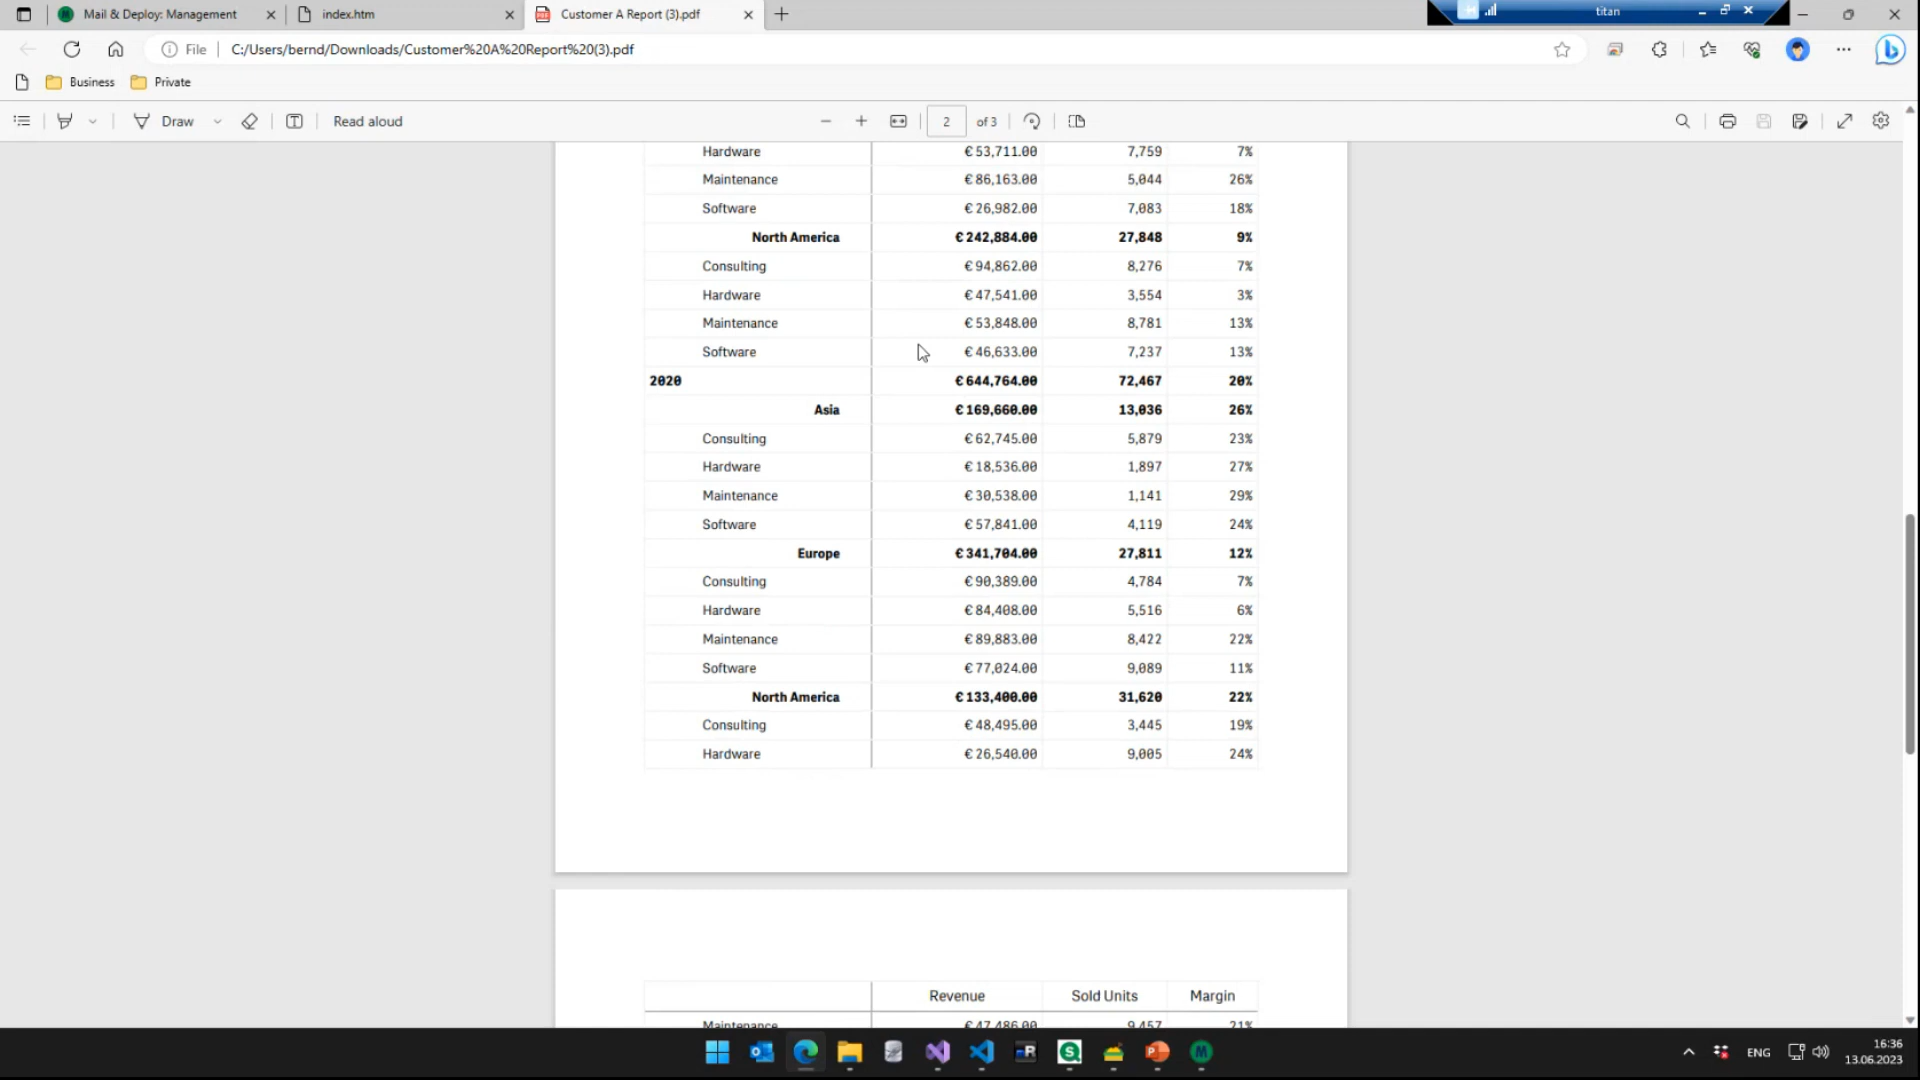 Mail & Deploy: Management
index.htm
Customer A Report (3).pdf
titan
File
C:/Users/bernd/Downloads/Customer%20A%20Report%20(3).pdf
Business
Private
Draw
Read aloud
2 of 3
Hardware € 53,711.00 7,759 7%
Maintenance € 86,163.00 5,044 26%
Software € 26,982.00 7,083 18%
North America € 242,884.00 27,848 9%
Consulting € 94,862.00 8,276 7%
Hardware € 47,541.00 3,554 3%
Maintenance € 53,848.00 8,781 13%
Software € 46,633.00 7,237 13%
2020 € 644,764.00 72,467 20%
Asia € 169,660.00 13,036 26%
Consulting € 62,745.00 5,879 23%
Hardware € 18,536.00 1,897 27%
Maintenance € 30,538.00 1,141 29%
Software € 57,841.00 4,119 24%
Europe € 341,704.00 27,811 12%
Consulting € 90,389.00 4,784 7%
Hardware € 84,408.00 5,516 6%
Maintenance € 89,883.00 8,422 22%
Software € 77,024.00 9,089 11%
North America € 133,400.00 31,620 22%
Consulting € 48,495.00 3,445 19%
Hardware € 26,540.00 9,005 24%
Revenue Sold Units Margin
Maintenance € 47,486.00 9,457 21%
ENG
16:36
13.06.2023